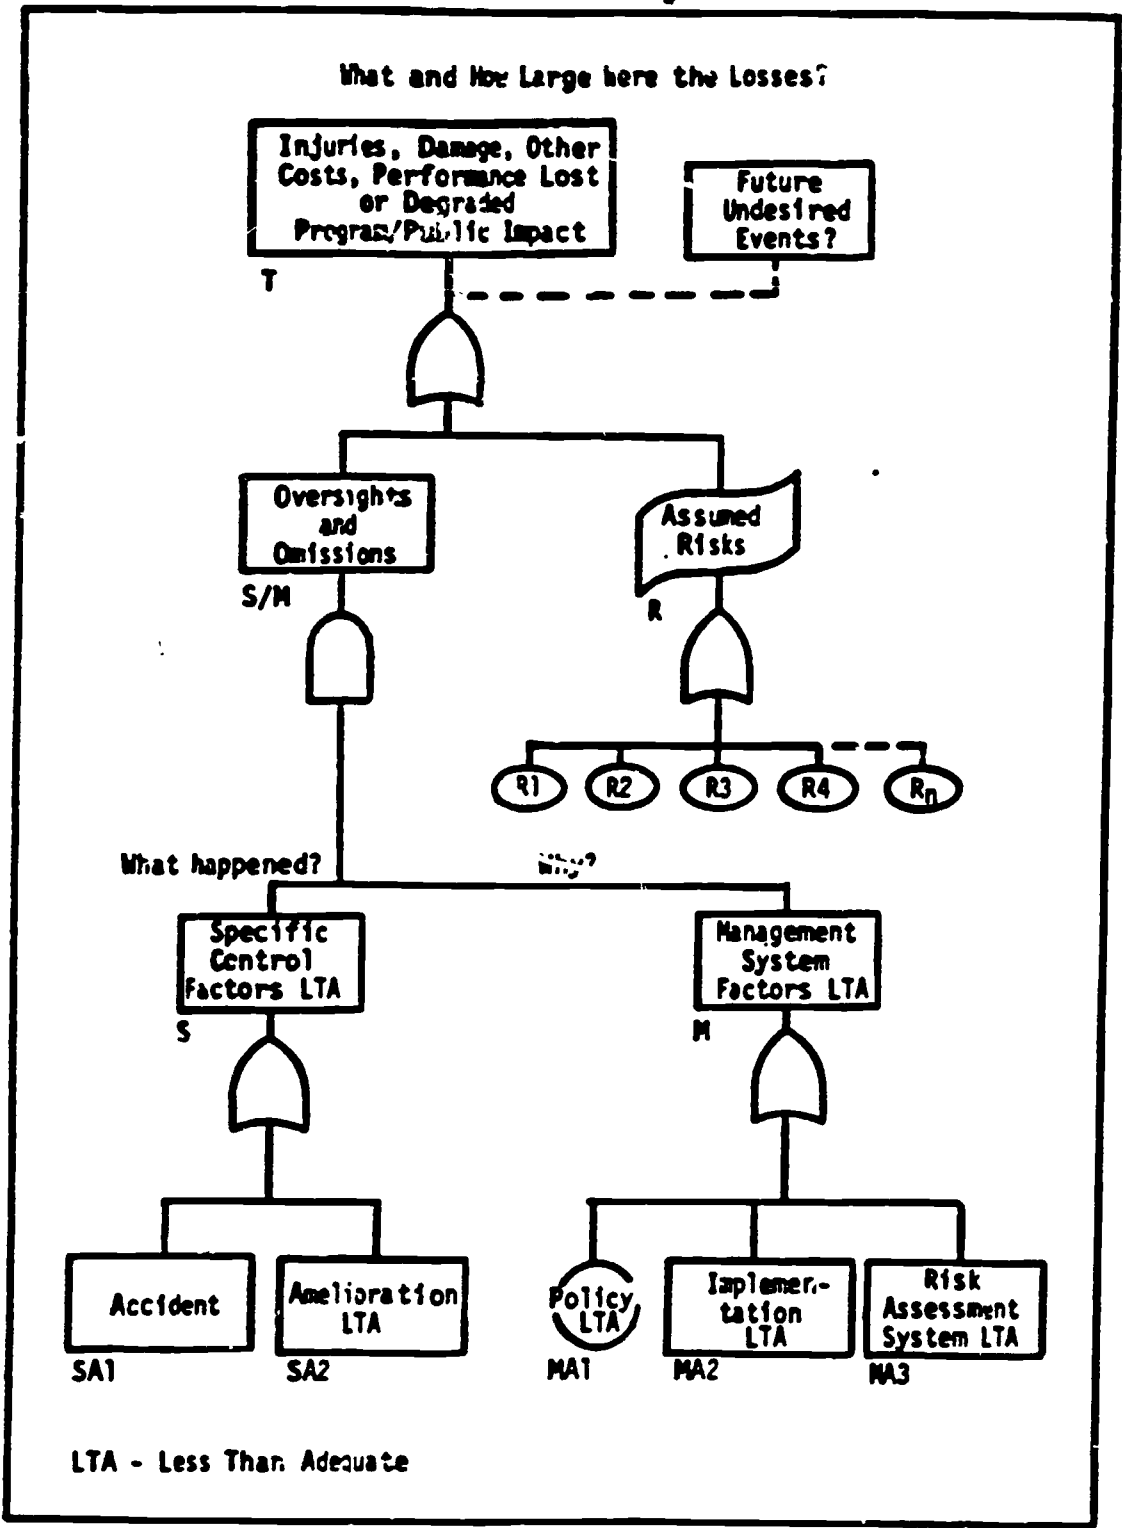 What and How Large Were the Losses?
Injuries, Damage, Other
Costs, Performance Lost
or Degraded
Program/Public Impact
T
Future
Undesired
Events?
Oversights
and
Omissions
S/M
Assumed
Risks
R
R1
R2
R3
R4
Rn
What happened?
Why?
Specific
Control
Factors LTA
S
Management
System
Factors LTA
M
Accident
SA1
Amelioration
LTA
SA2
Policy
LTA
MA1
Implemen-
tation
LTA
MA2
Risk
Assessment
System LTA
MA3
LTA - Less Than Adequate